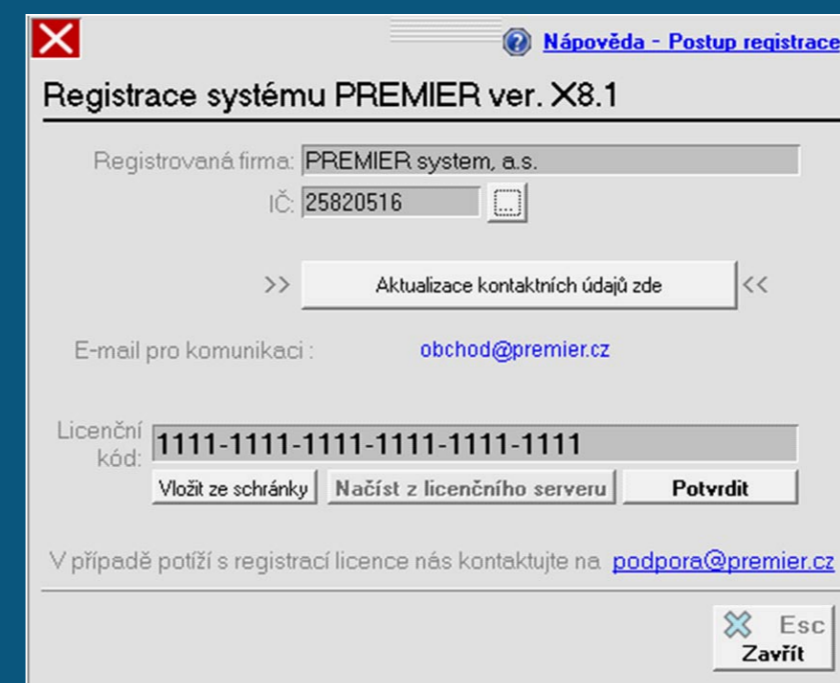 Nápověda - Postup registrace
Registrace systému PREMIER ver. X8.1
Registrovaná firma: PREMIER system, a.s.
IČ: 25820516 ...
>> Aktualizace kontaktních údajů zde <<
E-mail pro komunikaci : obchod@premier.cz
Licenční
kód: 1111-1111-1111-1111-1111-1111
Vložit ze schránky Načíst z licenčního serveru Potvrdit
V případě potíží s registrací licence nás kontaktujte na podpora@premier.cz
Esc
Zavřít